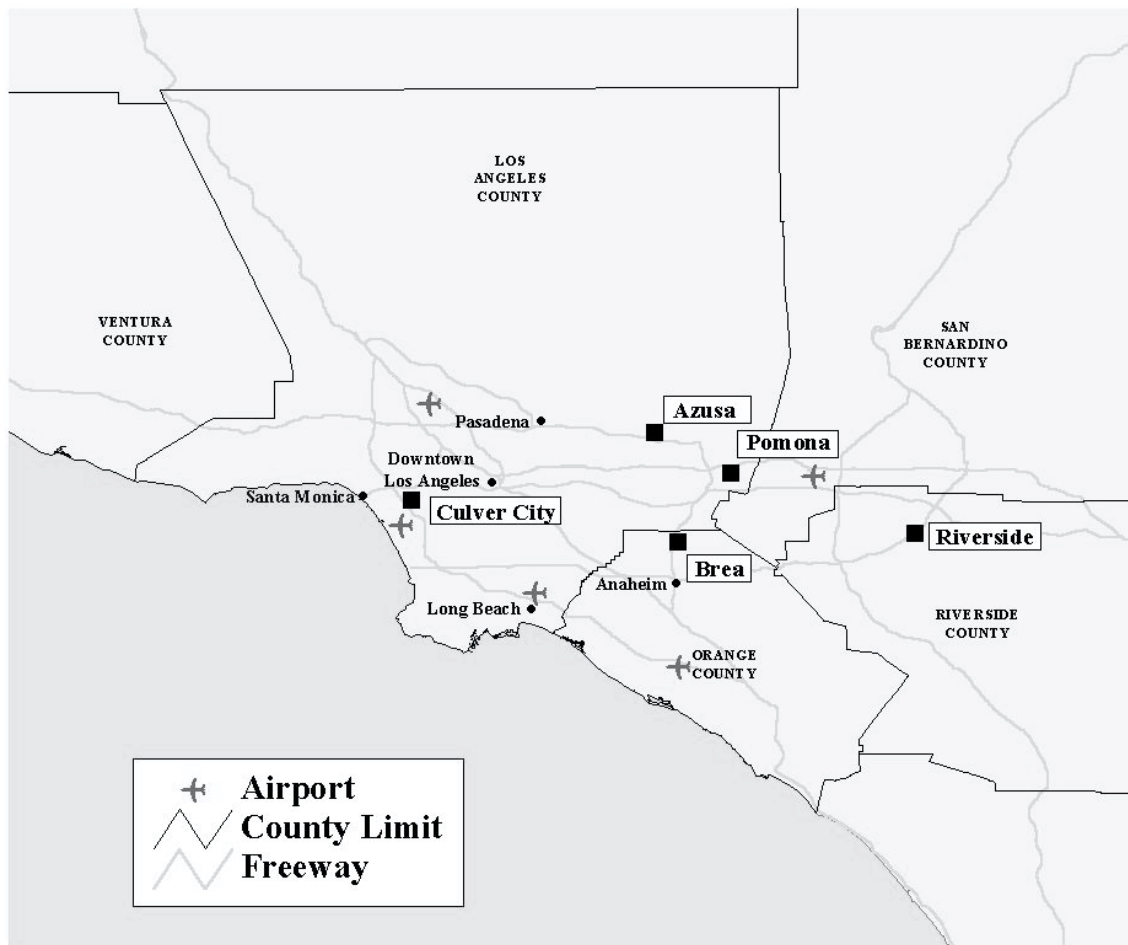 LOS
ANGELES
COUNTY
VENTURA
COUNTY
SAN
BERNARDINO
COUNTY
Azusa
Pasadena
Pomona
Downtown
Los Angeles
Santa Monica
Culver City
Riverside
Brea
Anaheim
Long Beach
RIVERSIDE
COUNTY
ORANGE
COUNTY
Airport
County Limit
Freeway